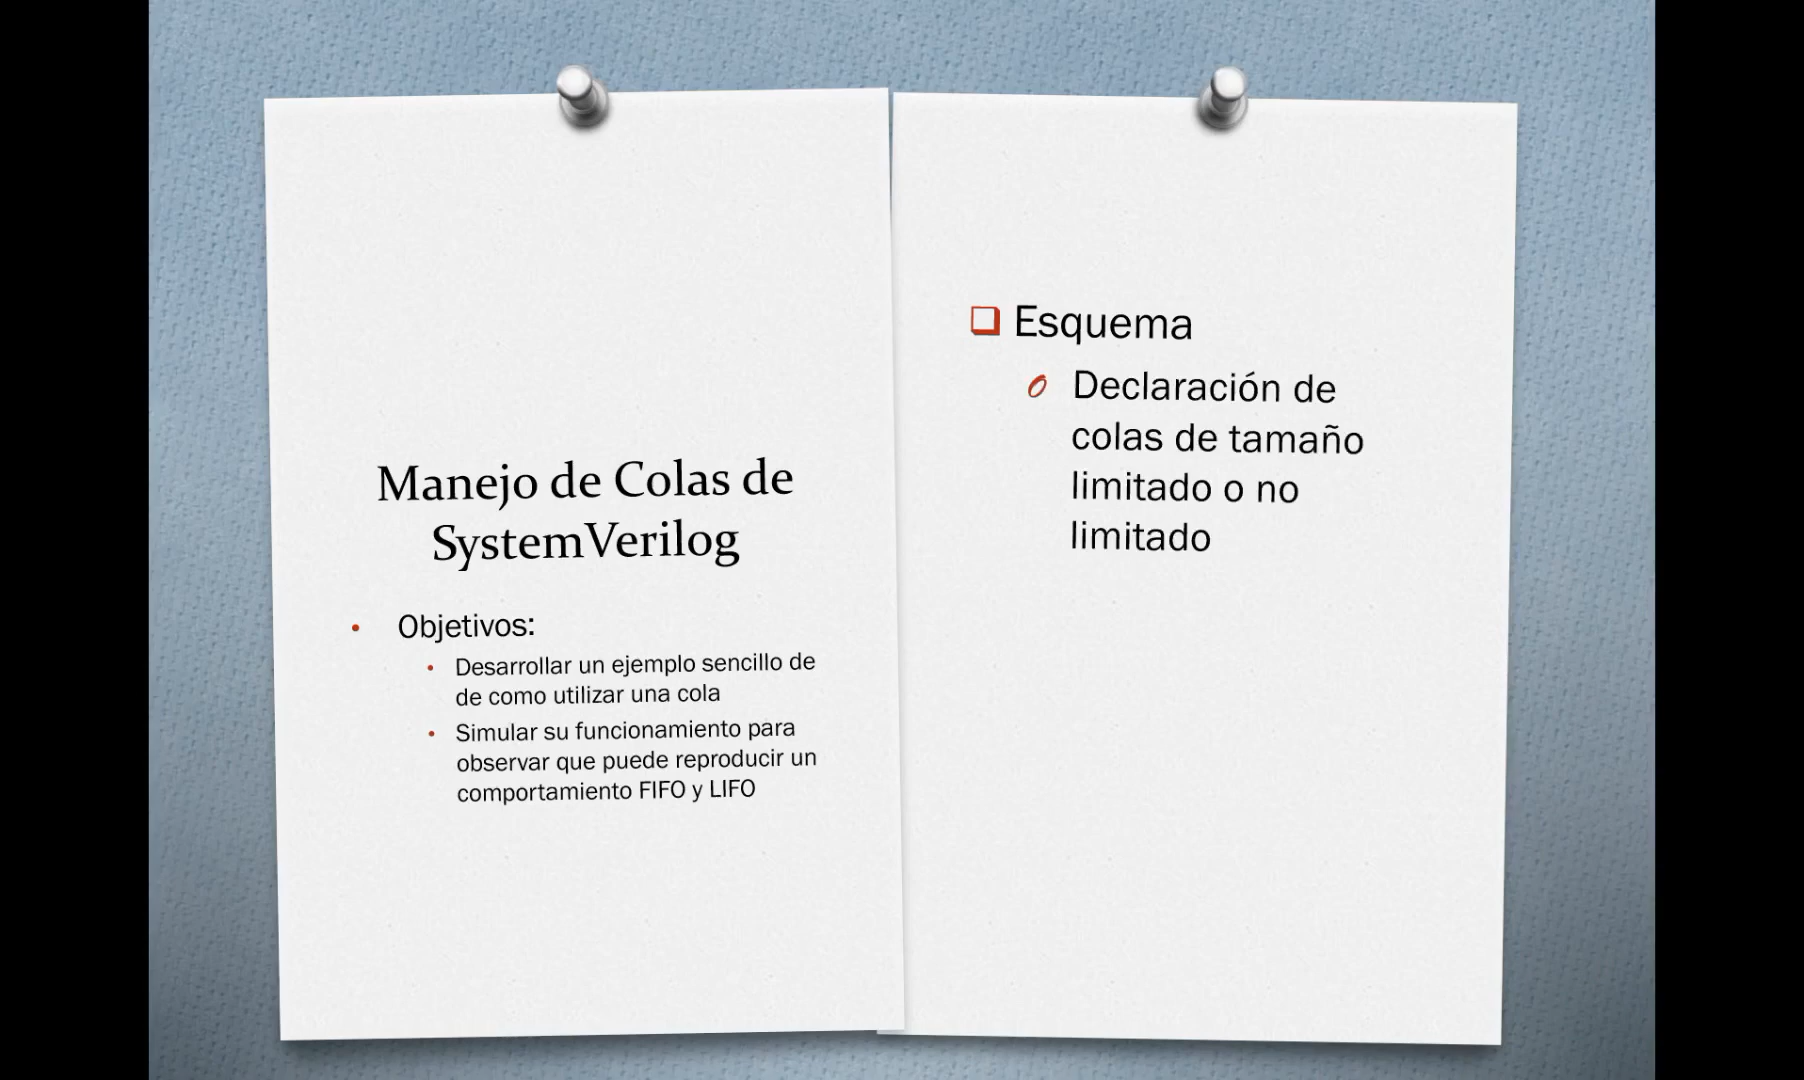 Manejo de Colas de
SystemVerilog
• Objetivos:
• Desarrollar un ejemplo sencillo de
de como utilizar una cola
• Simular su funcionamiento para
observar que puede reproducir un
comportamiento FIFO y LIFO
Esquema
Declaración de
colas de tamaño
limitado o no
limitado